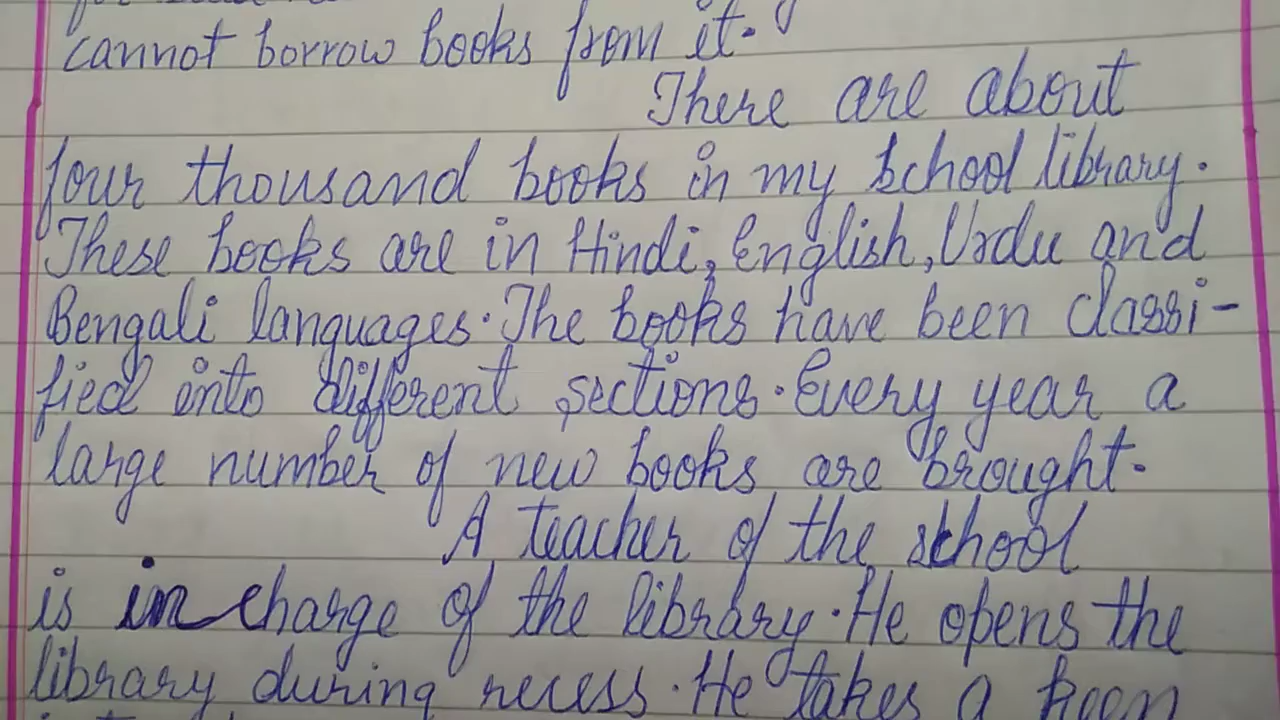 cannot borrow books from it.
There are about
four thousand books in my school library.
These books are in Hindi, English, Urdu and
Bengali languages. The books have been classi-
fied into different sections. Every year a
large number of new books are brought.
A teacher of the school
is in charge of the library. He opens the
library during recess. He takes a keen